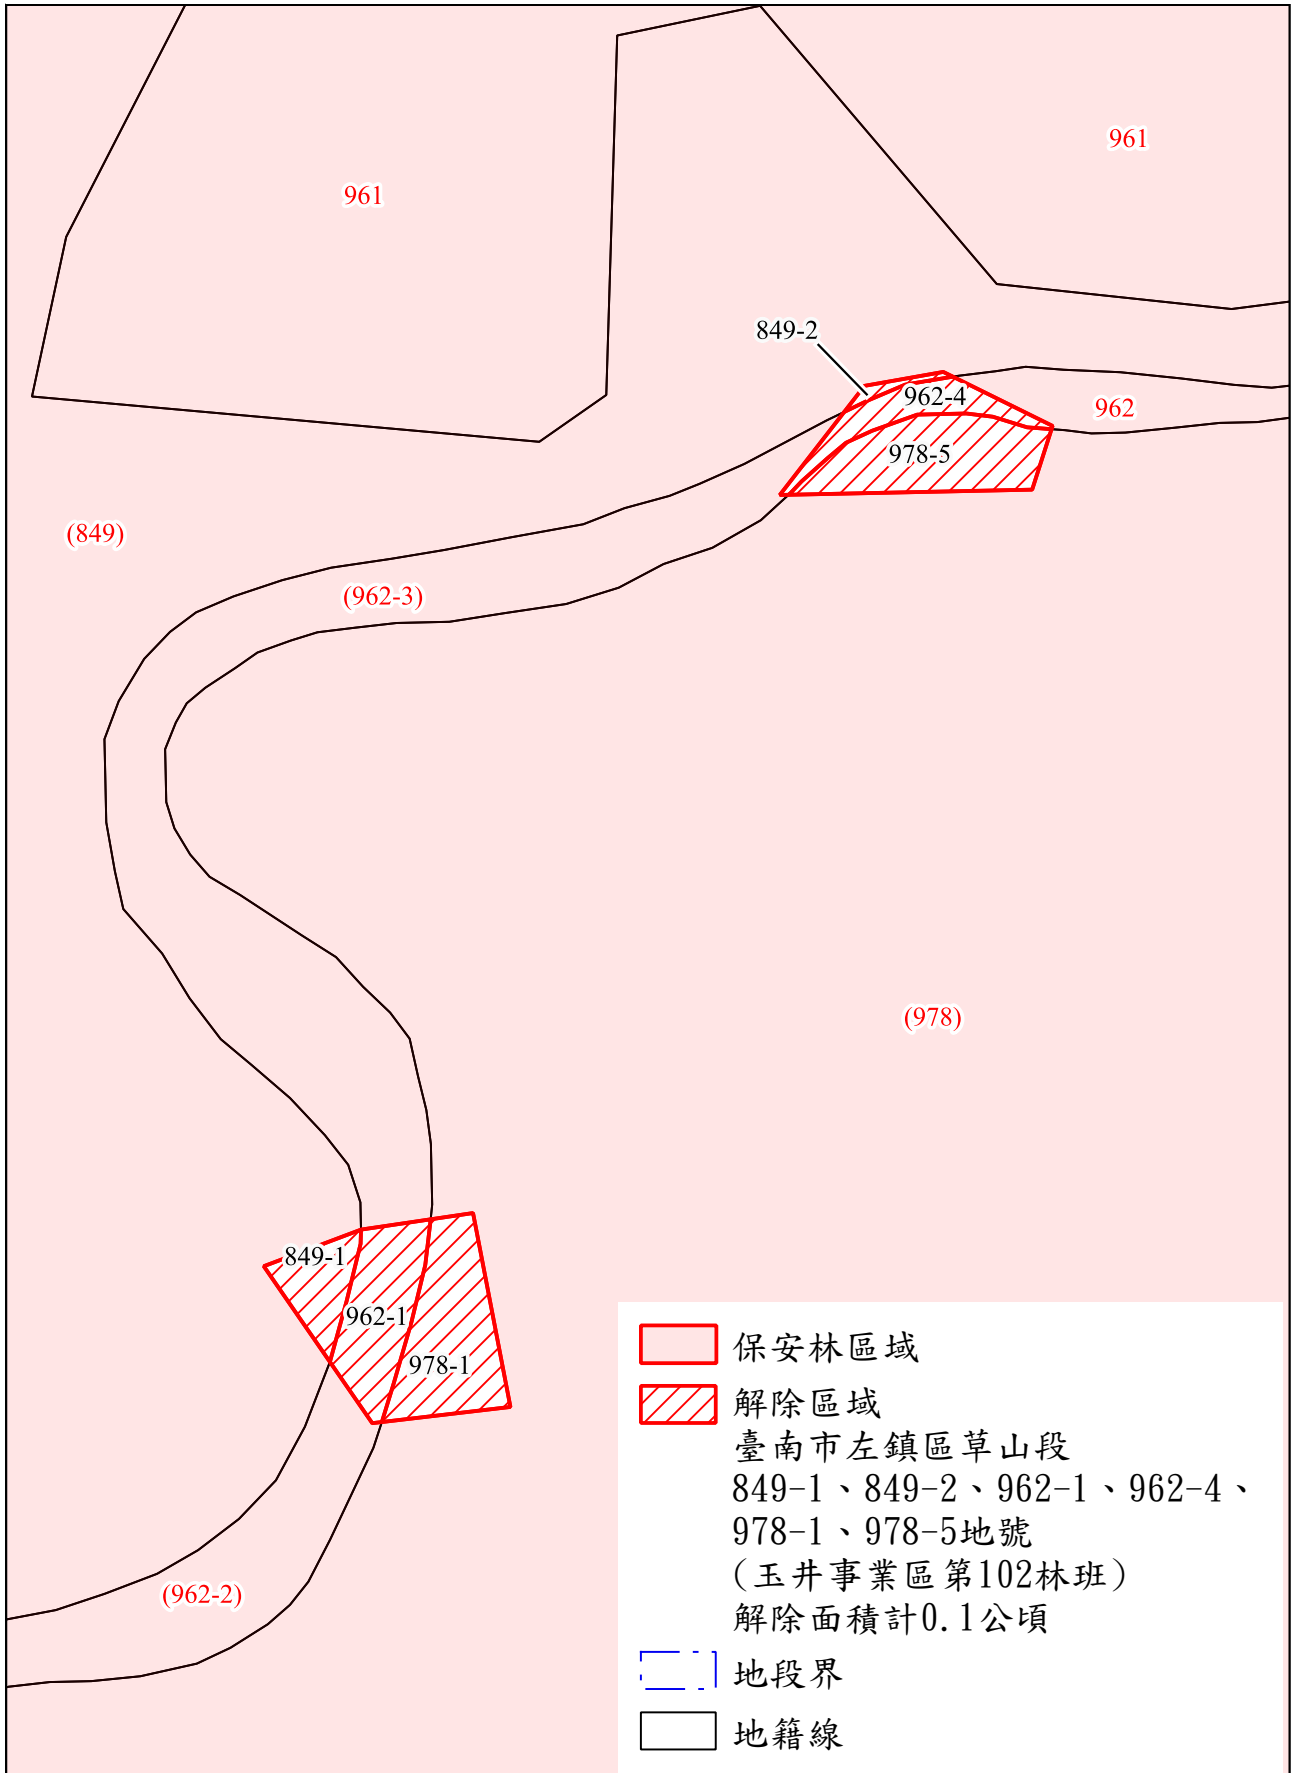 961
961
849-2
962-4
962
978-5
(849)
(962-3)
(978)
849-1
962-1
978-1
(962-2)
保安林區域
解除區域
臺南市左鎮區草山段
849-1、849-2、962-1、962-4、
978-1、978-5地號
(玉井事業區第102林班)
解除面積計0.1公頃
地段界
地籍線